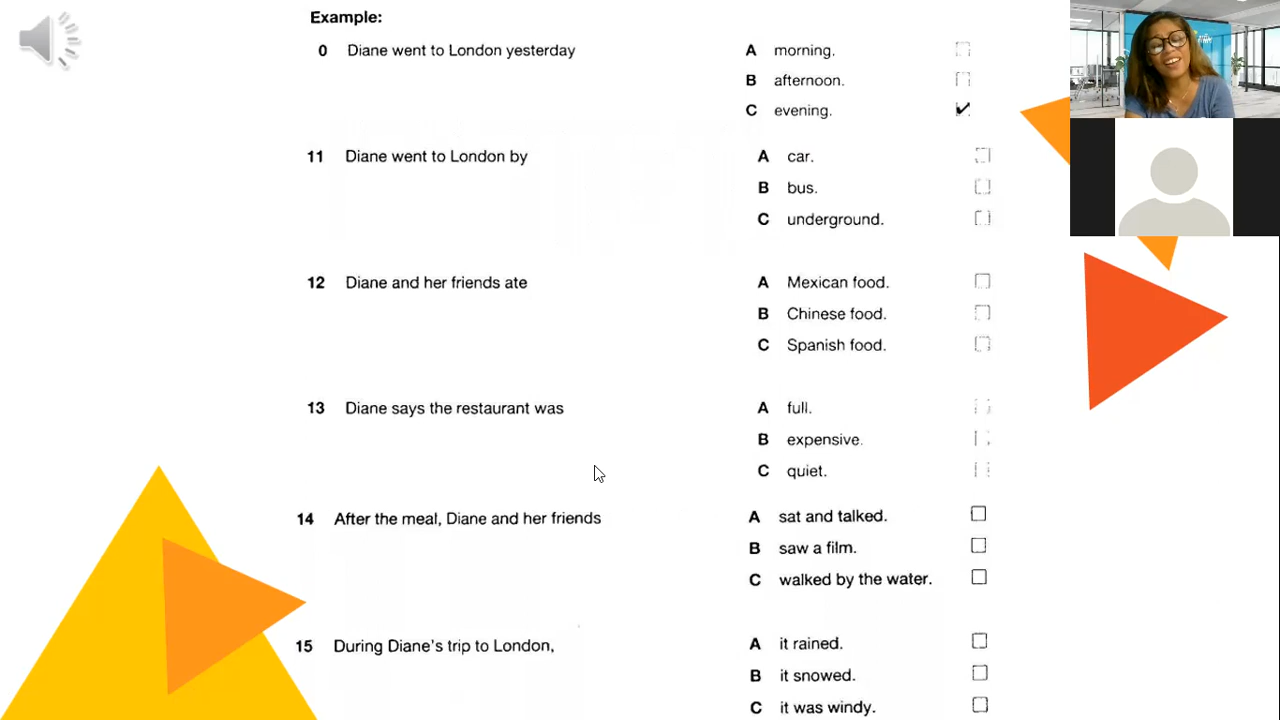 Example:
0 Diane went to London yesterday
A morning.
B afternoon.
C evening.
11 Diane went to London by
A car.
B bus.
C underground.
12 Diane and her friends ate
A Mexican food.
B Chinese food.
C Spanish food.
13 Diane says the restaurant was
A full.
B expensive.
C quiet.
14 After the meal, Diane and her friends
A sat and talked.
B saw a film.
C walked by the water.
15 During Diane's trip to London,
A it rained.
B it snowed.
C it was windy.